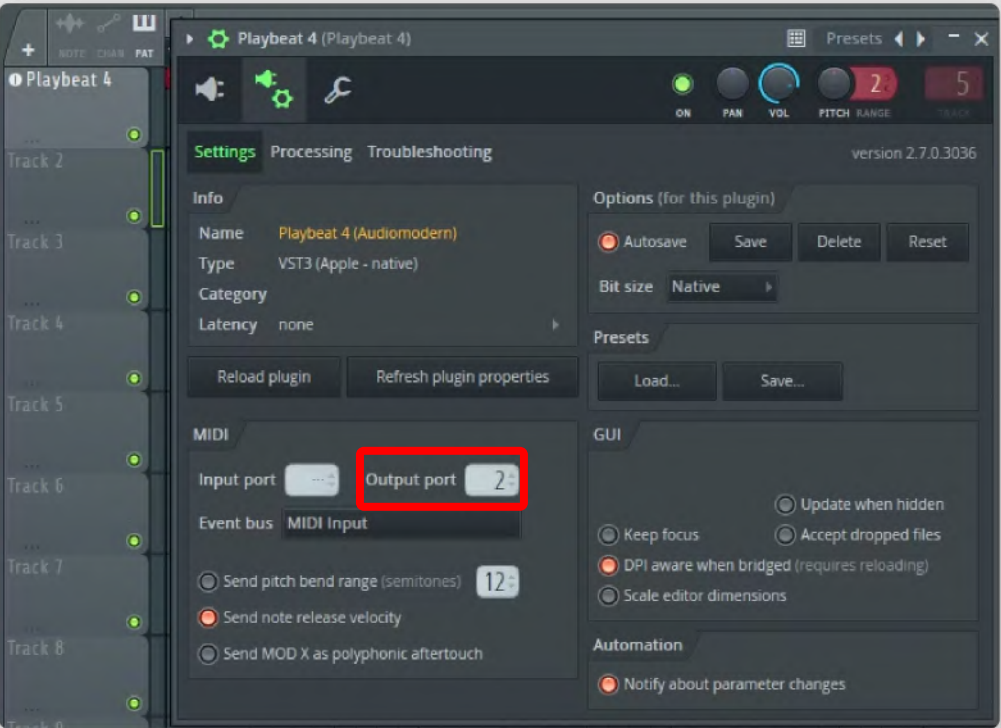 NOTE CHAN PAT
Playbeat 4
Track 2
Track 3
Track 4
Track 5
Track 6
Track 7
Track 8
Playbeat 4 (Playbeat 4)
Presets
ON PAN VOL PITCH RANGE TRACK
2
5
Settings Processing Troubleshooting
version 2.7.0.3036
Info
Name Playbeat 4 (Audiomodern)
Type VST3 (Apple - native)
Category
Latency none
Reload plugin Refresh plugin properties
MIDI
Input port --- Output port 2
Event bus MIDI Input
Send pitch bend range (semitones) 12
Send note release velocity
Send MOD X as polyphonic aftertouch
Options (for this plugin)
Autosave Save Delete Reset
Bit size Native
Presets
Load... Save...
GUI
Update when hidden
Keep focus Accept dropped files
DPI aware when bridged (requires reloading)
Scale editor dimensions
Automation
Notify about parameter changes